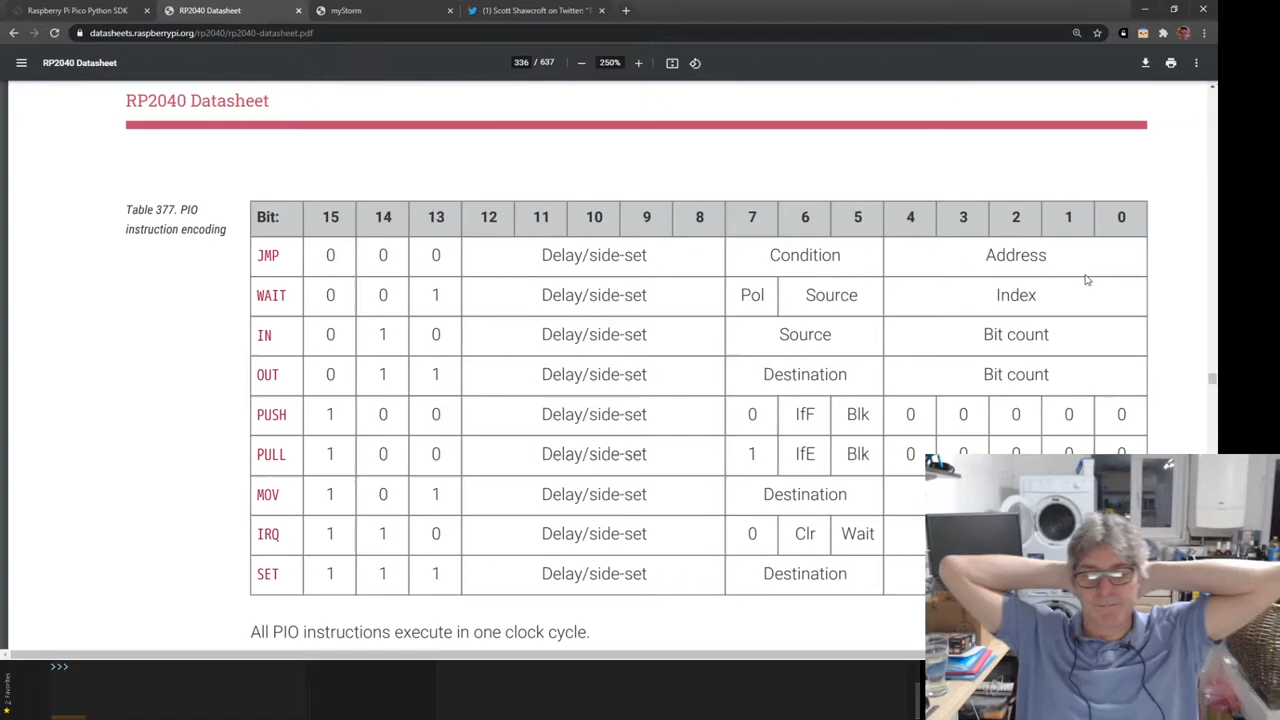 Raspberry Pi Pico Python SDK
RP2040 Datasheet
myStorm
(1) Scott Shawcroft on Twitter: "T
datasheets.raspberrypi.org/rp2040/rp2040-datasheet.pdf
RP2040 Datasheet
336 / 637
250%
RP2040 Datasheet
Table 377. PIO
instruction encoding
Bit: 15 14 13 12 11 10 9 8 7 6 5 4 3 2 1 0
JMP 0 0 0 Delay/side-set Condition Address
WAIT 0 0 1 Delay/side-set Pol Source Index
IN 0 1 0 Delay/side-set Source Bit count
OUT 0 1 1 Delay/side-set Destination Bit count
PUSH 1 0 0 Delay/side-set 0 IfF Blk 0 0 0 0 0
PULL 1 0 0 Delay/side-set 1 IfE Blk 0 0 0 0 0
MOV 1 0 1 Delay/side-set Destination
IRQ 1 1 0 Delay/side-set 0 Clr Wait
SET 1 1 1 Delay/side-set Destination
All PIO instructions execute in one clock cycle.
>>>
2: Favorites